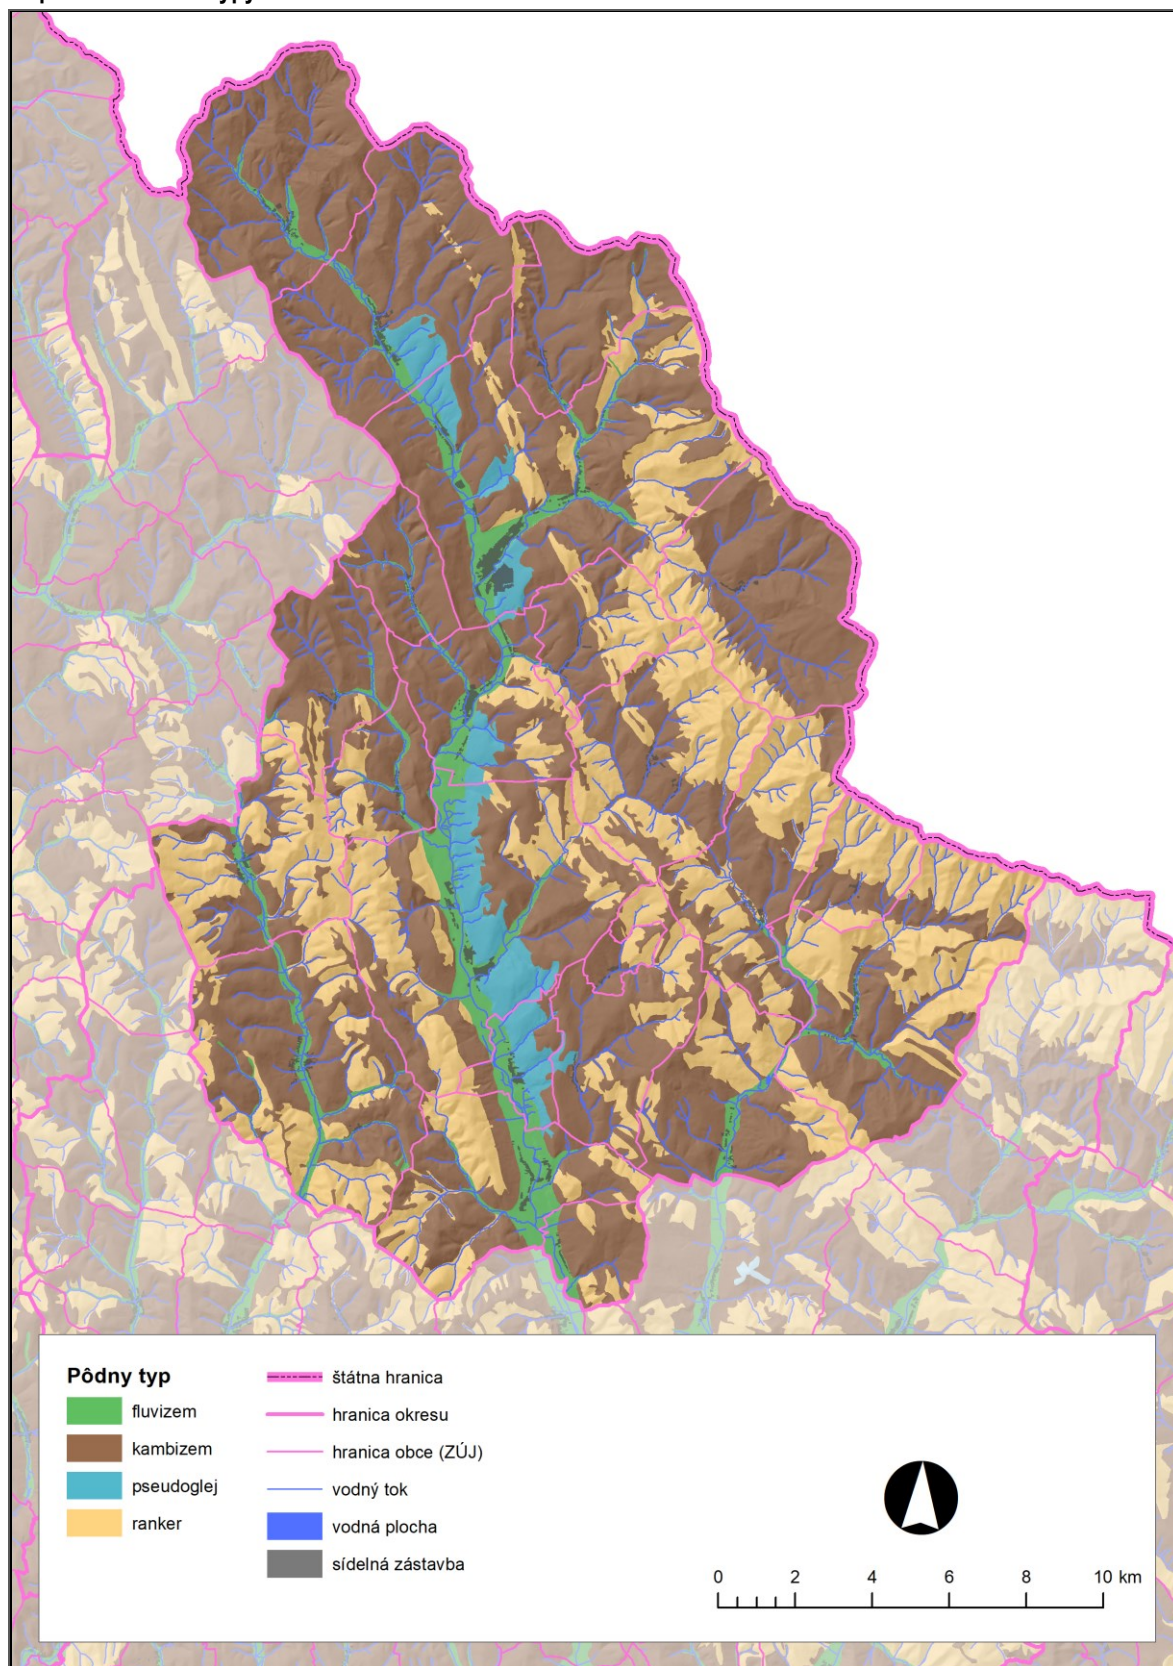 Pôdny typ
fluvizem
kambizem
pseudoglej
ranker
štátna hranica
hranica okresu
hranica obce (ZÚJ)
vodný tok
vodná plocha
sídelná zástavba
0 2 4 6 8 10 km